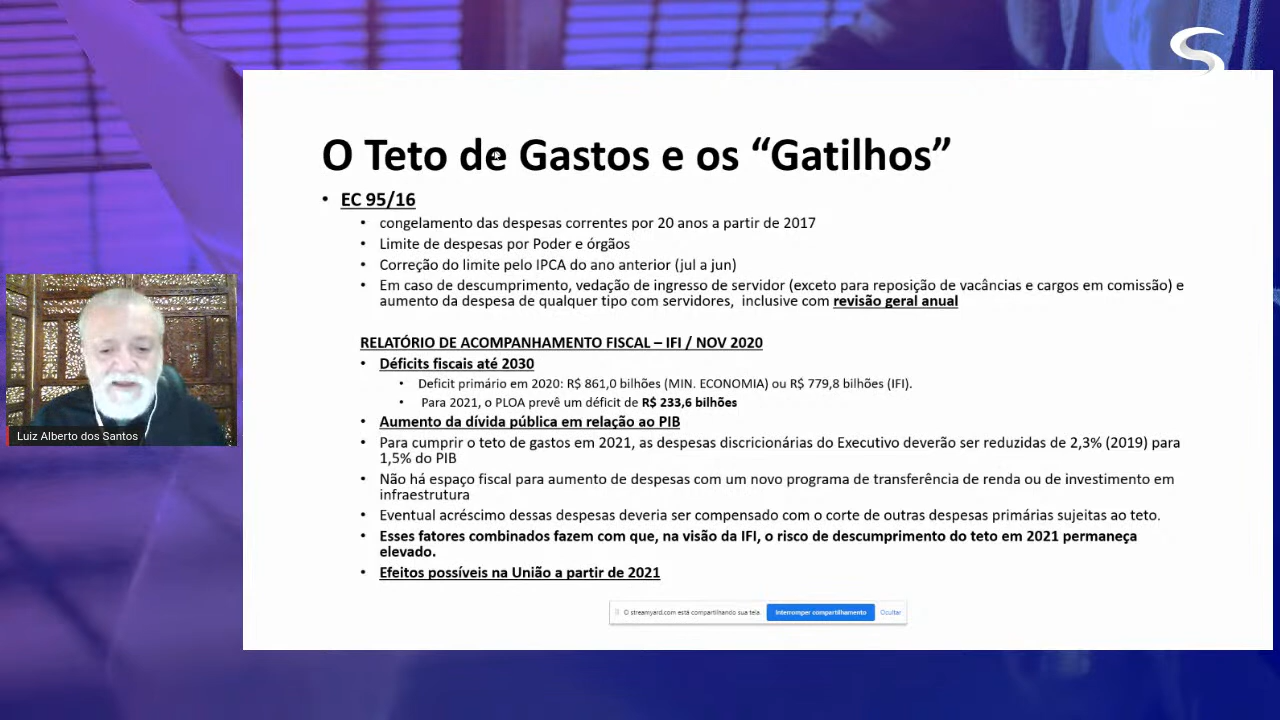 O Teto de Gastos e os “Gatilhos”
• EC 95/16
• congelamento das despesas correntes por 20 anos a partir de 2017
• Limite de despesas por Poder e órgãos
• Correção do limite pelo IPCA do ano anterior (jul a jun)
• Em caso de descumprimento, vedação de ingresso de servidor (exceto para reposição de vacâncias e cargos em comissão) e
aumento da despesa de qualquer tipo com servidores, inclusive com revisão geral anual
RELATÓRIO DE ACOMPANHAMENTO FISCAL – IFI / NOV 2020
• Déficits fiscais até 2030
• Deficit primário em 2020: R$ 861,0 bilhões (MIN. ECONOMIA) ou R$ 779,8 bilhões (IFI).
• Para 2021, o PLOA prevê um déficit de R$ 233,6 bilhões
• Aumento da dívida pública em relação ao PIB
• Para cumprir o teto de gastos em 2021, as despesas discricionárias do Executivo deverão ser reduzidas de 2,3% (2019) para
1,5% do PIB
• Não há espaço fiscal para aumento de despesas com um novo programa de transferência de renda ou de investimento em
infraestrutura
• Eventual acréscimo dessas despesas deveria ser compensado com o corte de outras despesas primárias sujeitas ao teto.
• Esses fatores combinados fazem com que, na visão da IFI, o risco de descumprimento do teto em 2021 permaneça
elevado.
• Efeitos possíveis na União a partir de 2021
O streamyard.com está compartilhando sua tela. Interromper compartilhamento Ocultar
Luiz Alberto dos Santos